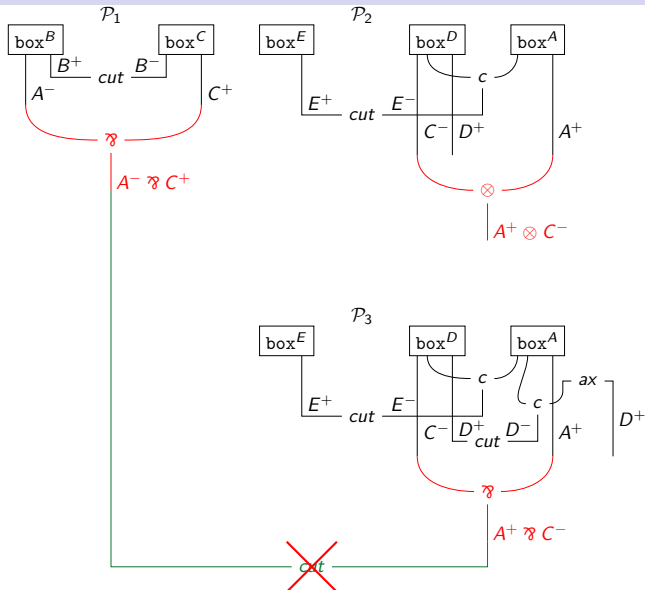 𝒫₁ 𝒫₂
box^B box^C box^E box^D box^A
B⁺ cut B⁻ c
A⁻ C⁺ E⁺ cut E⁻
C⁻ D⁺ A⁺
⅋
A⁻ ⅋ C⁺ ⊗
A⁺ ⊗ C⁻
𝒫₃
box^E box^D box^A
c ax
E⁺ cut E⁻ c
C⁻ D⁺ cut D⁻ A⁺ D⁺
⅋
A⁺ ⅋ C⁻
cut